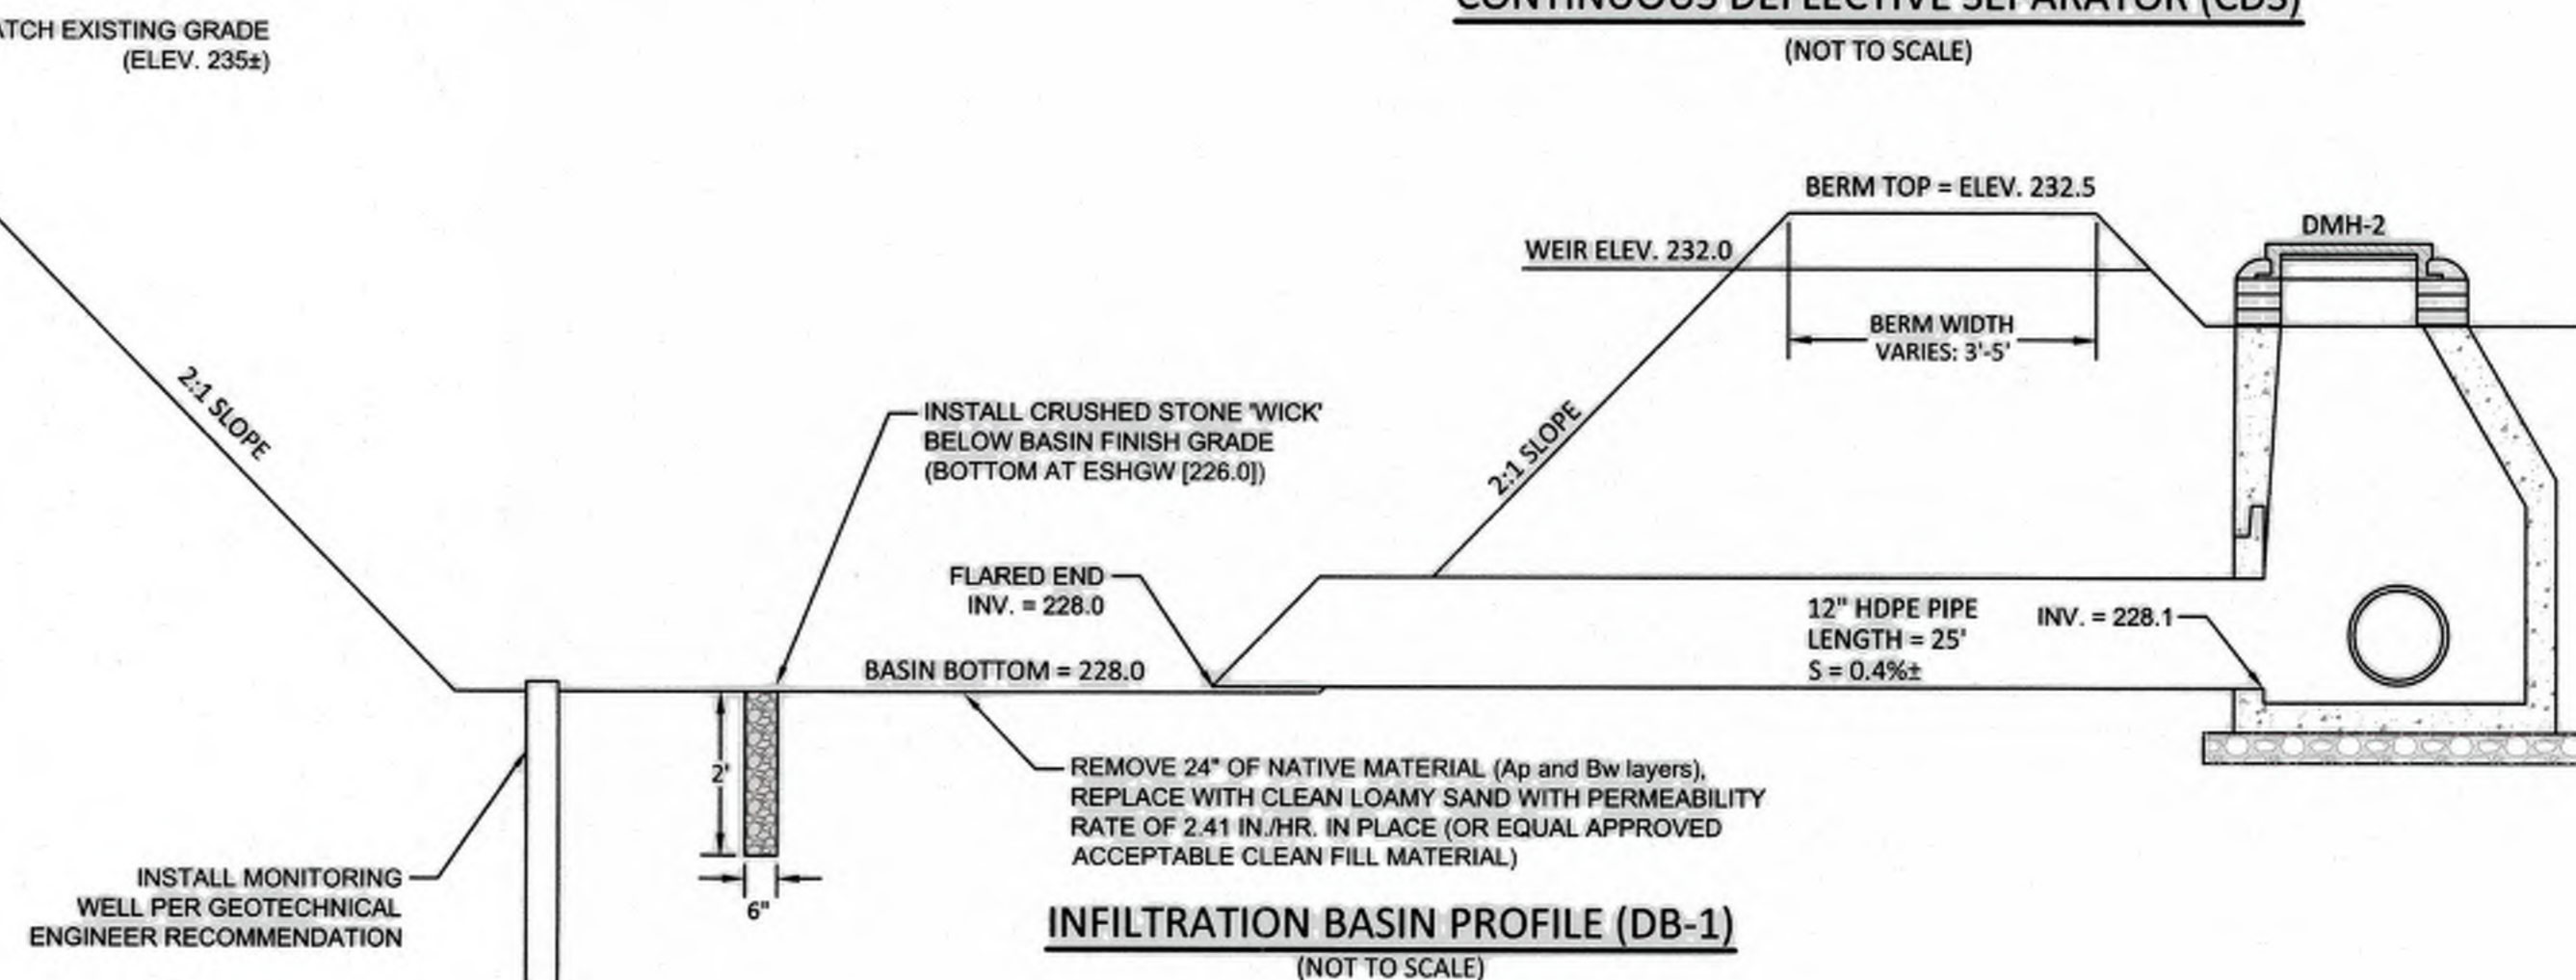 CONTINUOUS DEFLECTIVE SEPARATOR (CDS)
(NOT TO SCALE)
ATCH EXISTING GRADE
(ELEV. 235±)
BERM TOP = ELEV. 232.5
WEIR ELEV. 232.0
DMH-2
BERM WIDTH
VARIES: 3'-5'
2:1 SLOPE
INSTALL CRUSHED STONE 'WICK'
BELOW BASIN FINISH GRADE
(BOTTOM AT ESHGW [226.0])
2:1 SLOPE
FLARED END
INV. = 228.0
12" HDPE PIPE
LENGTH = 25'
S = 0.4%±
INV. = 228.1
BASIN BOTTOM = 228.0
2'
6"
REMOVE 24" OF NATIVE MATERIAL (Ap and Bw layers),
REPLACE WITH CLEAN LOAMY SAND WITH PERMEABILITY
RATE OF 2.41 IN./HR. IN PLACE (OR EQUAL APPROVED
ACCEPTABLE CLEAN FILL MATERIAL)
INSTALL MONITORING
WELL PER GEOTECHNICAL
ENGINEER RECOMMENDATION
INFILTRATION BASIN PROFILE (DB-1)
(NOT TO SCALE)